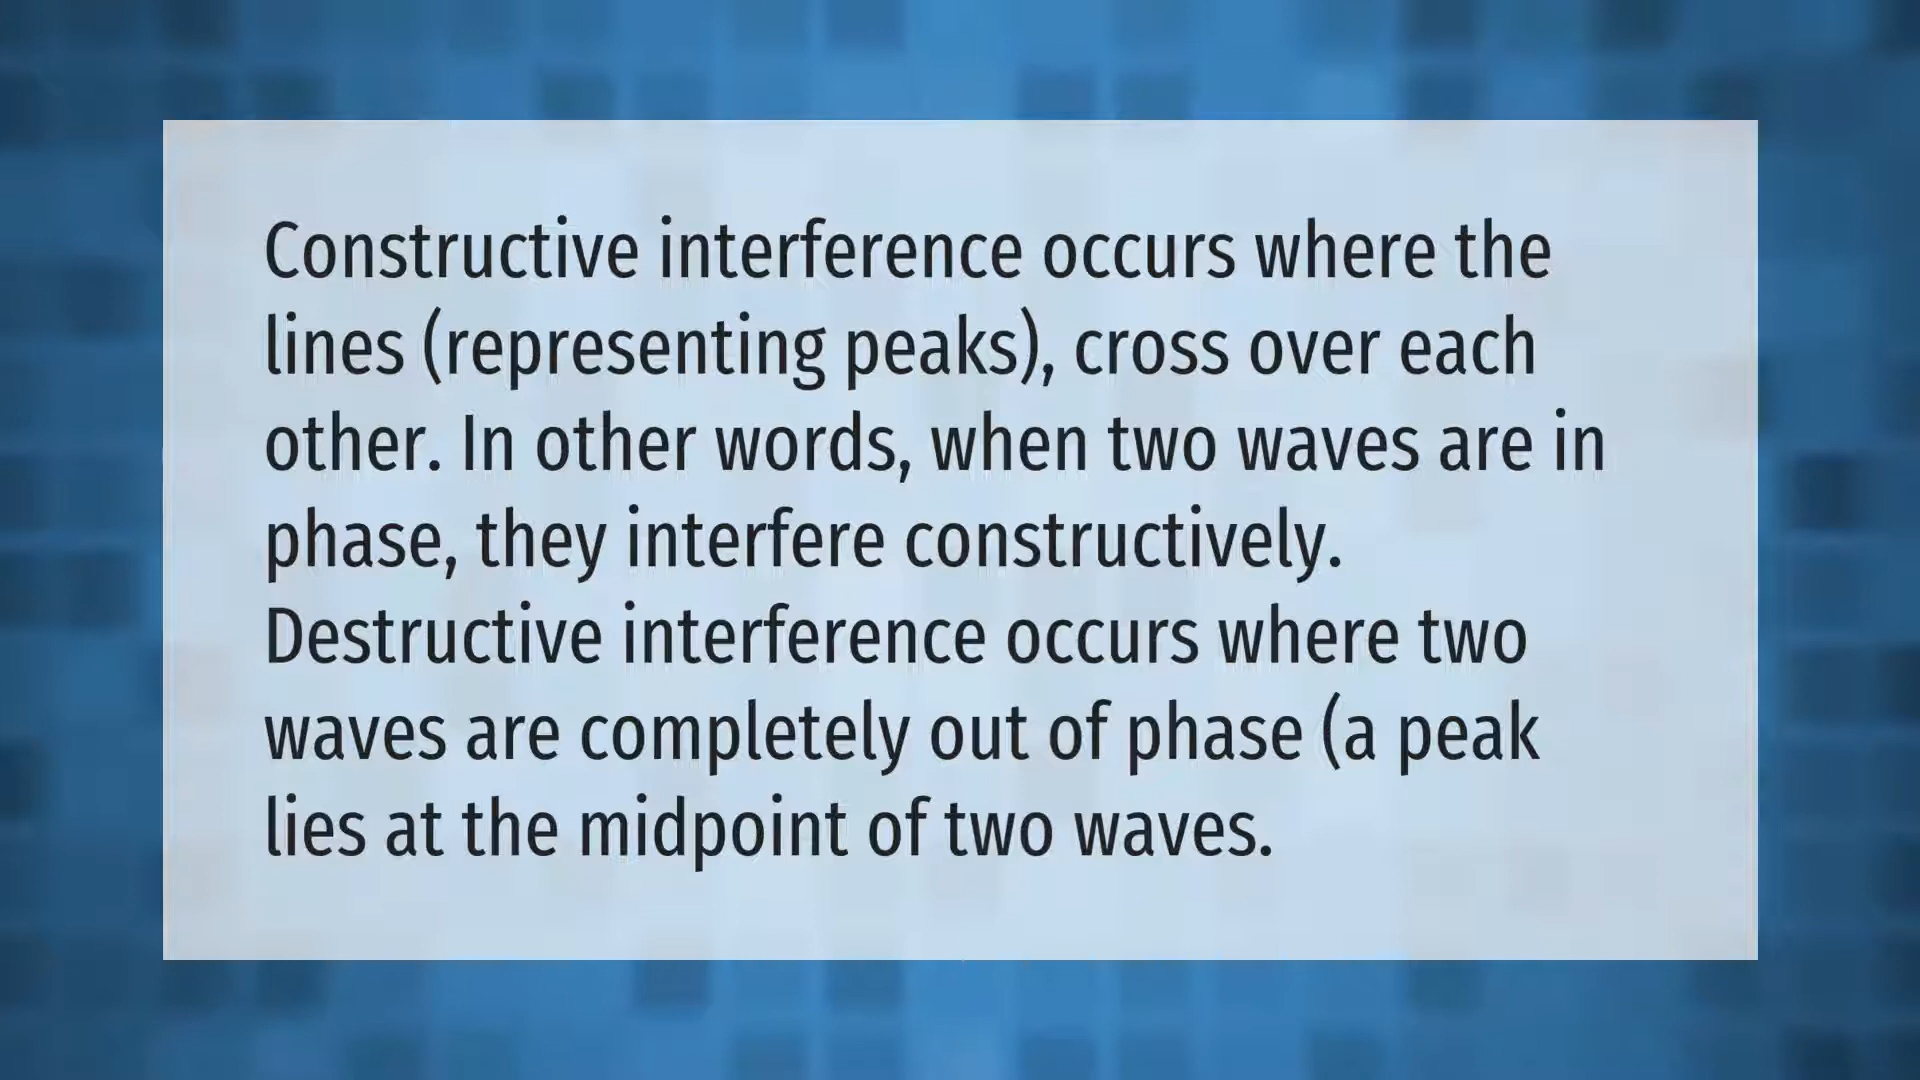 Constructive interference occurs where the
lines (representing peaks), cross over each
other. In other words, when two waves are in
phase, they interfere constructively.
Destructive interference occurs where two
waves are completely out of phase (a peak
lies at the midpoint of two waves.